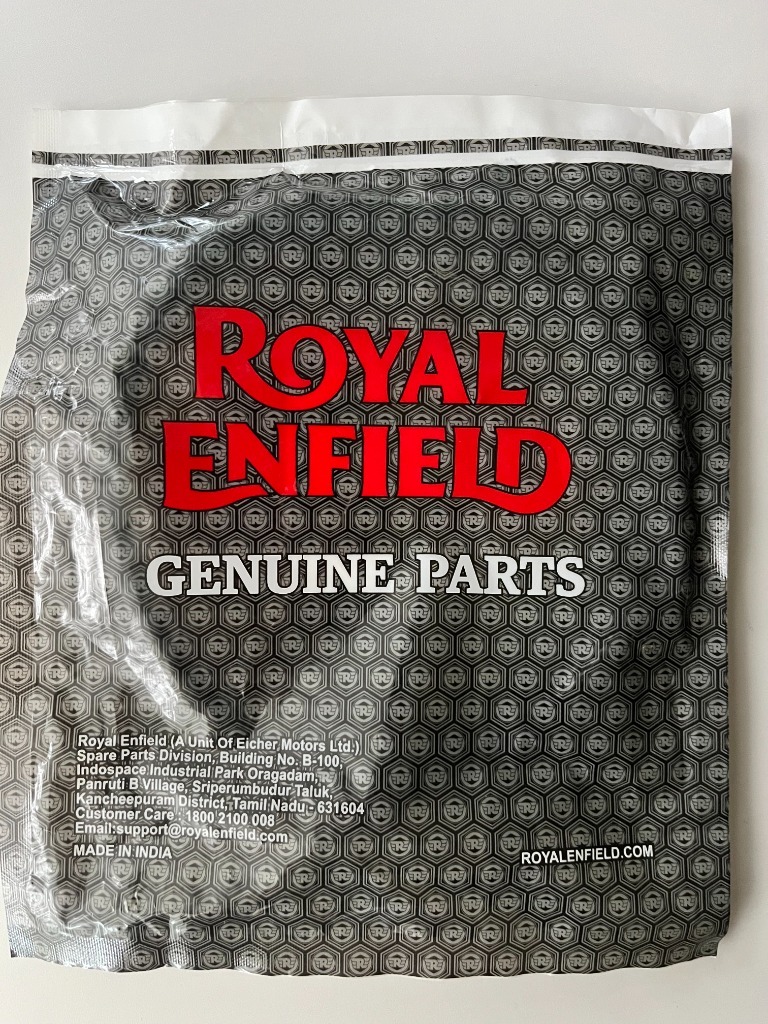 ROYAL
ENFIELD
GENUINE PARTS
Royal Enfield (A Unit Of Eicher Motors Ltd.)
Spare Parts Division, Building No. B-100,
Indospace Industrial Park Oragadam,
Panruti B Village, Sriperumbudur Taluk,
Kancheepuram District, Tamil Nadu - 631604
Customer Care : 1800 2100 008
Email:support@royalenfield.com
MADE IN INDIA
ROYALENFIELD.COM